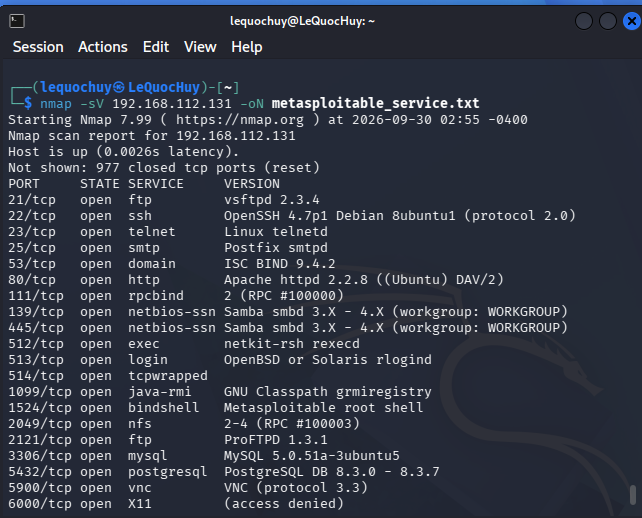 lequochuy@LeQuocHuy: ~
Session Actions Edit View Help
┌──(lequochuy㉿LeQuocHuy)-[~]
└─$ nmap -sV 192.168.112.131 -oN metasploitable_service.txt
Starting Nmap 7.99 ( https://nmap.org ) at 2026-09-30 02:55 -0400
Nmap scan report for 192.168.112.131
Host is up (0.0026s latency).
Not shown: 977 closed tcp ports (reset)
PORT     STATE SERVICE     VERSION
21/tcp   open  ftp         vsftpd 2.3.4
22/tcp   open  ssh         OpenSSH 4.7p1 Debian 8ubuntu1 (protocol 2.0)
23/tcp   open  telnet      Linux telnetd
25/tcp   open  smtp        Postfix smtpd
53/tcp   open  domain      ISC BIND 9.4.2
80/tcp   open  http        Apache httpd 2.2.8 ((Ubuntu) DAV/2)
111/tcp  open  rpcbind     2 (RPC #100000)
139/tcp  open  netbios-ssn Samba smbd 3.X - 4.X (workgroup: WORKGROUP)
445/tcp  open  netbios-ssn Samba smbd 3.X - 4.X (workgroup: WORKGROUP)
512/tcp  open  exec        netkit-rsh rexecd
513/tcp  open  login       OpenBSD or Solaris rlogind
514/tcp  open  tcpwrapped
1099/tcp open  java-rmi    GNU Classpath grmiregistry
1524/tcp open  bindshell   Metasploitable root shell
2049/tcp open  nfs         2-4 (RPC #100003)
2121/tcp open  ftp         ProFTPD 1.3.1
3306/tcp open  mysql       MySQL 5.0.51a-3ubuntu5
5432/tcp open  postgresql  PostgreSQL DB 8.3.0 - 8.3.7
5900/tcp open  vnc         VNC (protocol 3.3)
6000/tcp open  X11         (access denied)